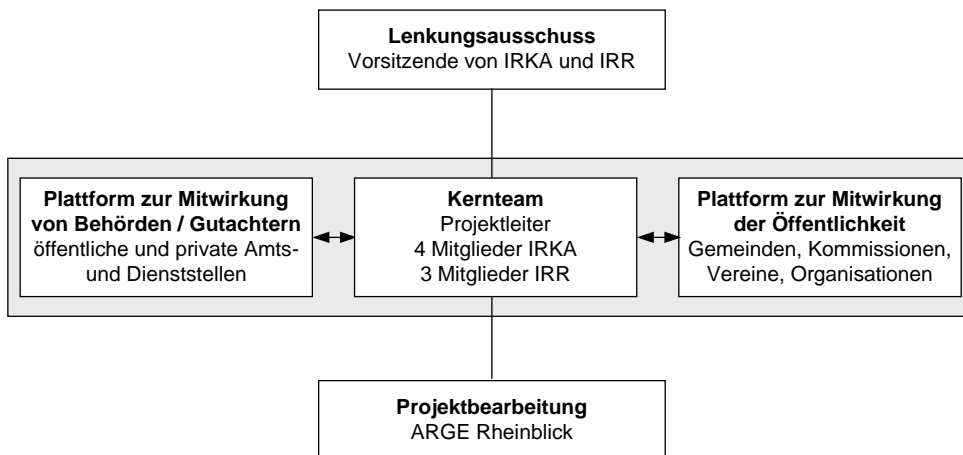 Lenkungsausschuss
Vorsitzende von IRKA und IRR
Plattform zur Mitwirkung
von Behörden / Gutachtern
öffentliche und private Amts-
und Dienststellen
Kernteam
Projektleiter
4 Mitglieder IRKA
3 Mitglieder IRR
Plattform zur Mitwirkung
der Öffentlichkeit
Gemeinden, Kommissionen,
Vereine, Organisationen
Projektbearbeitung
ARGE Rheinblick